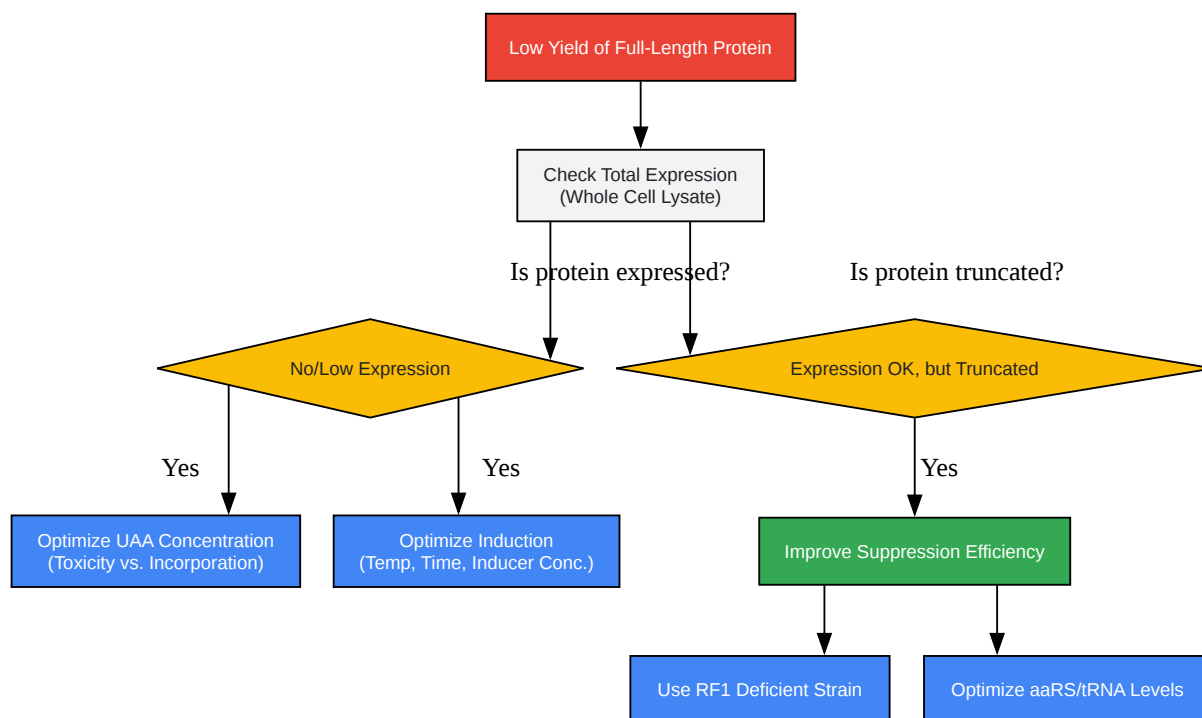 Low Yield of Full-Length Protein
Check Total Expression
(Whole Cell Lysate)
Is protein expressed?
Is protein truncated?
No/Low Expression
Expression OK, but Truncated
Yes
Yes
Yes
Optimize UAA Concentration
(Toxicity vs. Incorporation)
Optimize Induction
(Temp, Time, Inducer Conc.)
Improve Suppression Efficiency
Use RF1 Deficient Strain
Optimize aaRS/tRNA Levels